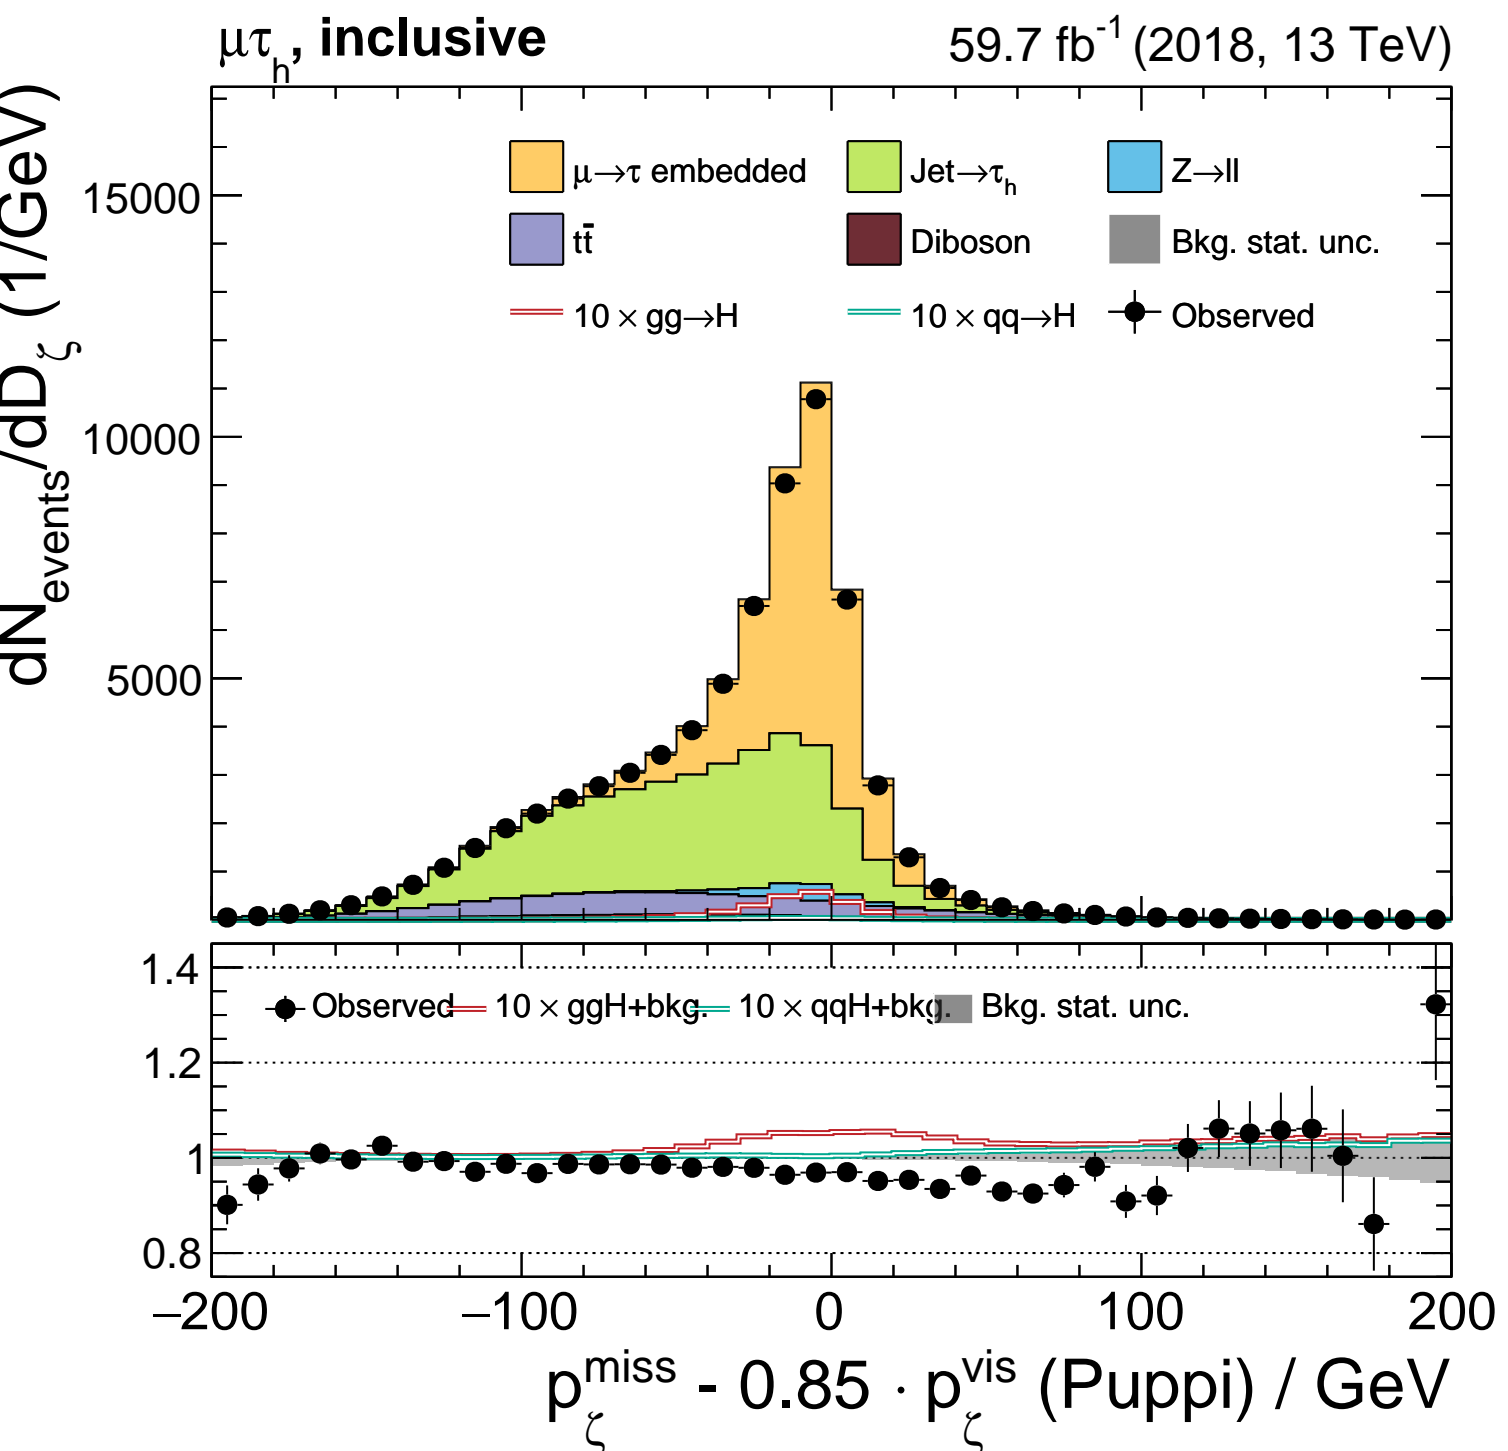 μτh, inclusive
59.7 fb-1 (2018, 13 TeV)
dNevents/dDζ (1/GeV)
15000
10000
5000
μ→τ embedded
Jet→τh
Z→ll
tt̄
Diboson
Bkg. stat. unc.
10 × gg→H
10 × qq→H
Observed
1.4
1.2
1
0.8
Observed
10 × ggH+bkg.
10 × qqH+bkg.
Bkg. stat. unc.
−200
−100
0
100
200
pζmiss - 0.85 · pζvis (Puppi) / GeV